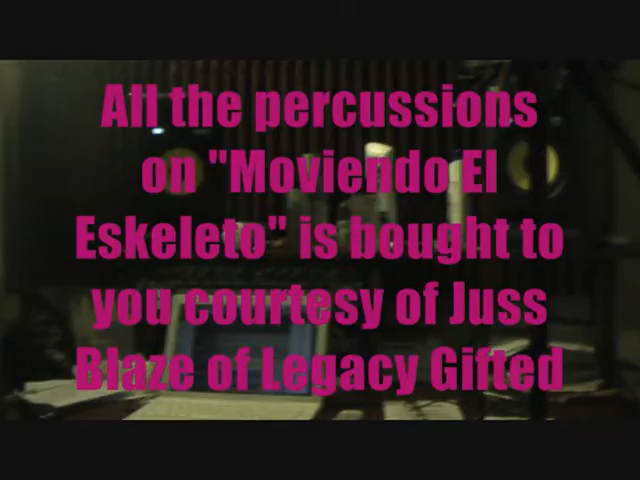 All the percussions
on "Moviendo El
Eskeleto" is bought to
you courtesy of Juss
Blaze of Legacy Gifted